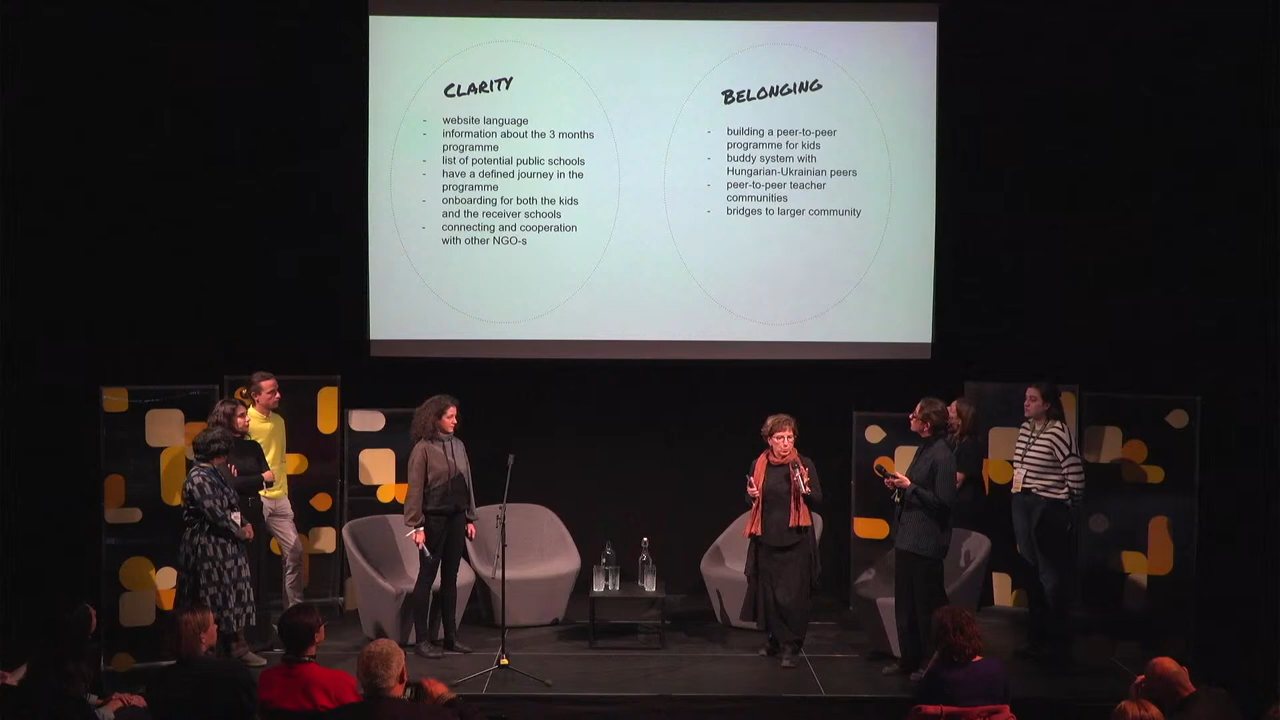 CLARITY
- website language
- information about the 3 months
programme
- list of potential public schools
- have a defined journey in the
programme
- onboarding for both the kids
and the receiver schools
- connecting and cooperation
with other NGO-s
BELONGING
- building a peer-to-peer
programme for kids
- buddy system with
Hungarian-Ukrainian peers
- peer-to-peer teacher
communities
- bridges to larger community